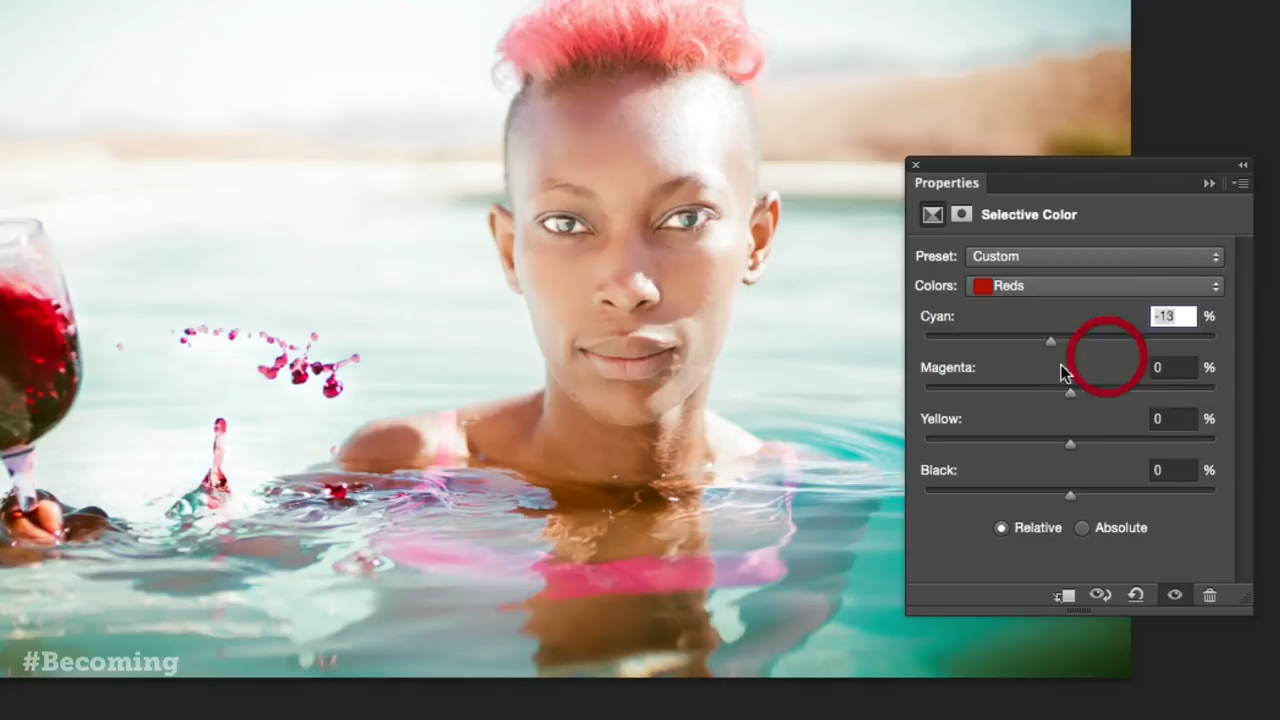 Properties
Selective Color
Preset: Custom
Colors: Reds
Cyan: -13 %
Magenta: 0 %
Yellow: 0 %
Black: 0 %
Relative Absolute
#Becoming